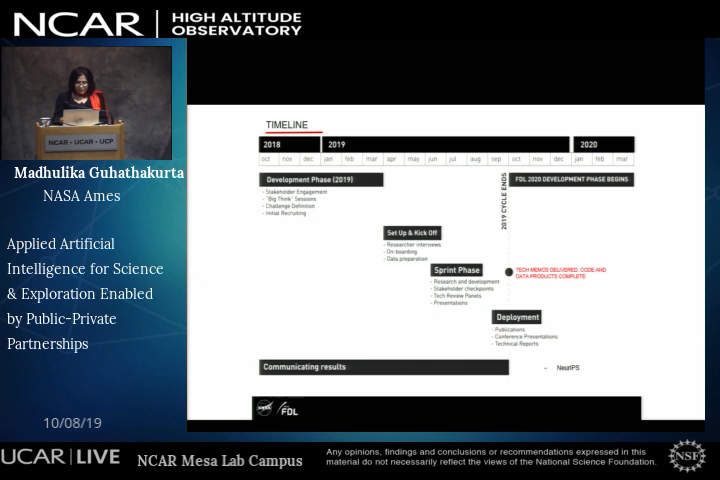 NCAR | HIGH ALTITUDE
OBSERVATORY
NCAR • UCAR • UCP
Madhulika Guhathakurta
NASA Ames
Applied Artificial
Intelligence for Science
& Exploration Enabled
by Public-Private
Partnerships
10/08/19
TIMELINE
2018 2019 2020
oct nov dec jan feb mar apr may jun jul aug sep oct nov dec jan feb mar
Development Phase (2019)
- Stakeholder Engagement
- "Big Think" Sessions
- Challenge Definition
- Initial Recruiting
2019 CYCLE ENDS
FDL 2020 DEVELOPMENT PHASE BEGINS
Set Up & Kick Off
- Researcher interviews
- On-boarding
- Data preparation
Sprint Phase
- Research and development
- Stakeholder checkpoints
- Tech Review Panels
- Presentations
*TECH MEMOS DELIVERED, CODE AND
DATA PRODUCTS COMPLETE
Deployment
- Publications
- Conference Presentations
- Technical Reports
Communicating results
- NeurIPS
NASA FDL
UCAR | LIVE
NCAR Mesa Lab Campus
Any opinions, findings and conclusions or recommendations expressed in this
material do not necessarily reflect the views of the National Science Foundation.
NSF